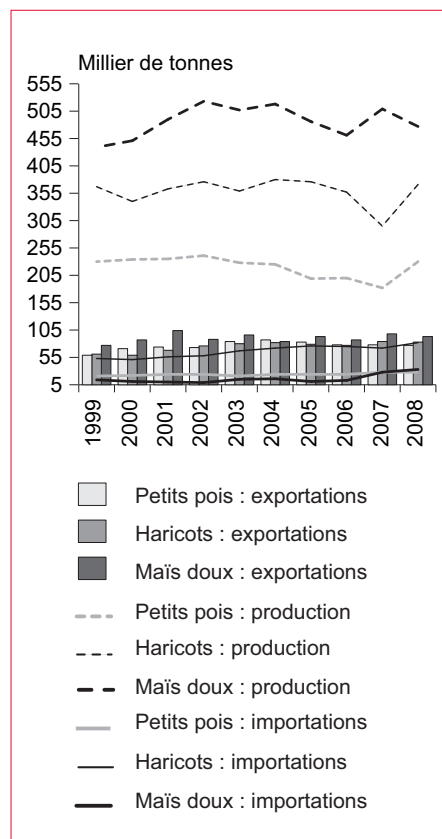 Millier de tonnes
555
505
455
405
355
305
255
205
155
105
55
5
1999
2000
2001
2002
2003
2004
2005
2006
2007
2008
Petits pois : exportations
Haricots : exportations
Maïs doux : exportations
Petits pois : production
Haricots : production
Maïs doux : production
Petits pois : importations
Haricots : importations
Maïs doux : importations